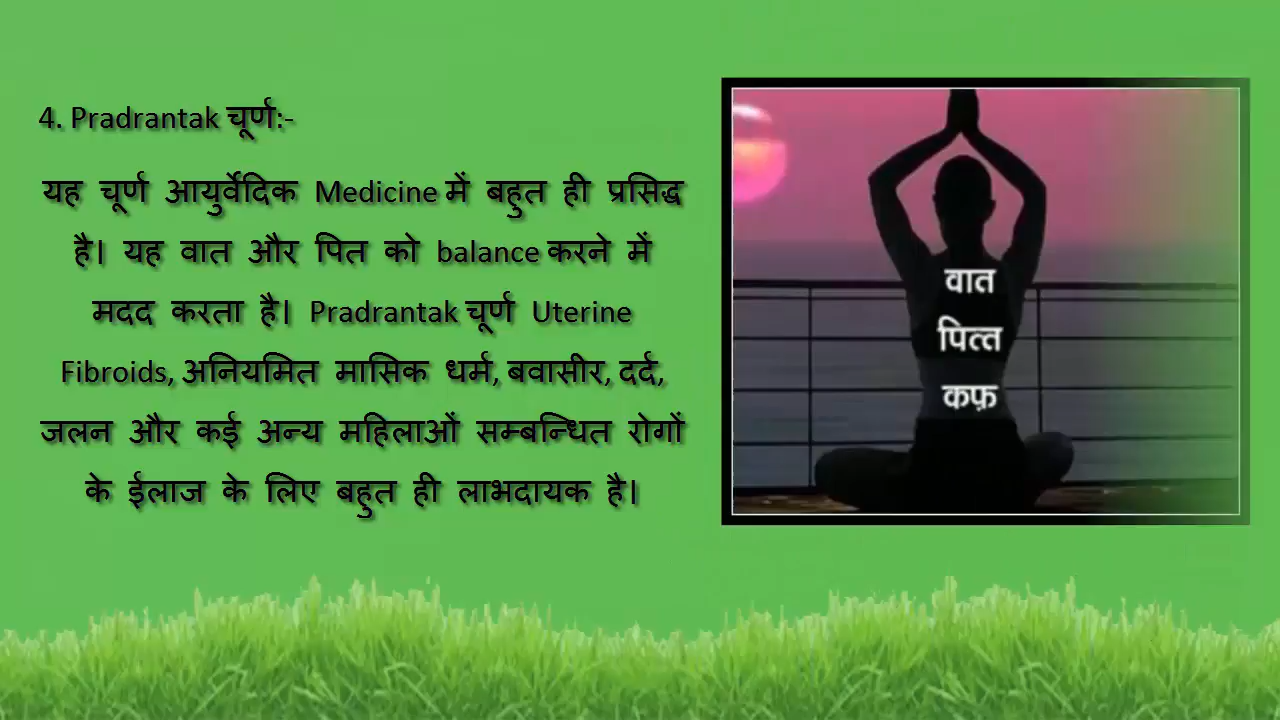 4. Pradrantak चूर्ण:-
यह चूर्ण आयुर्वेदिक Medicine में बहुत ही प्रसिद्ध
है। यह वात और पित को balance करने में
मदद करता है। Pradrantak चूर्ण Uterine
Fibroids, अनियमित मासिक धर्म, बवासीर, दर्द,
जलन और कई अन्य महिलाओं सम्बन्धित रोगों
के ईलाज के लिए बहुत ही लाभदायक है।
वात
पित्त
कफ़